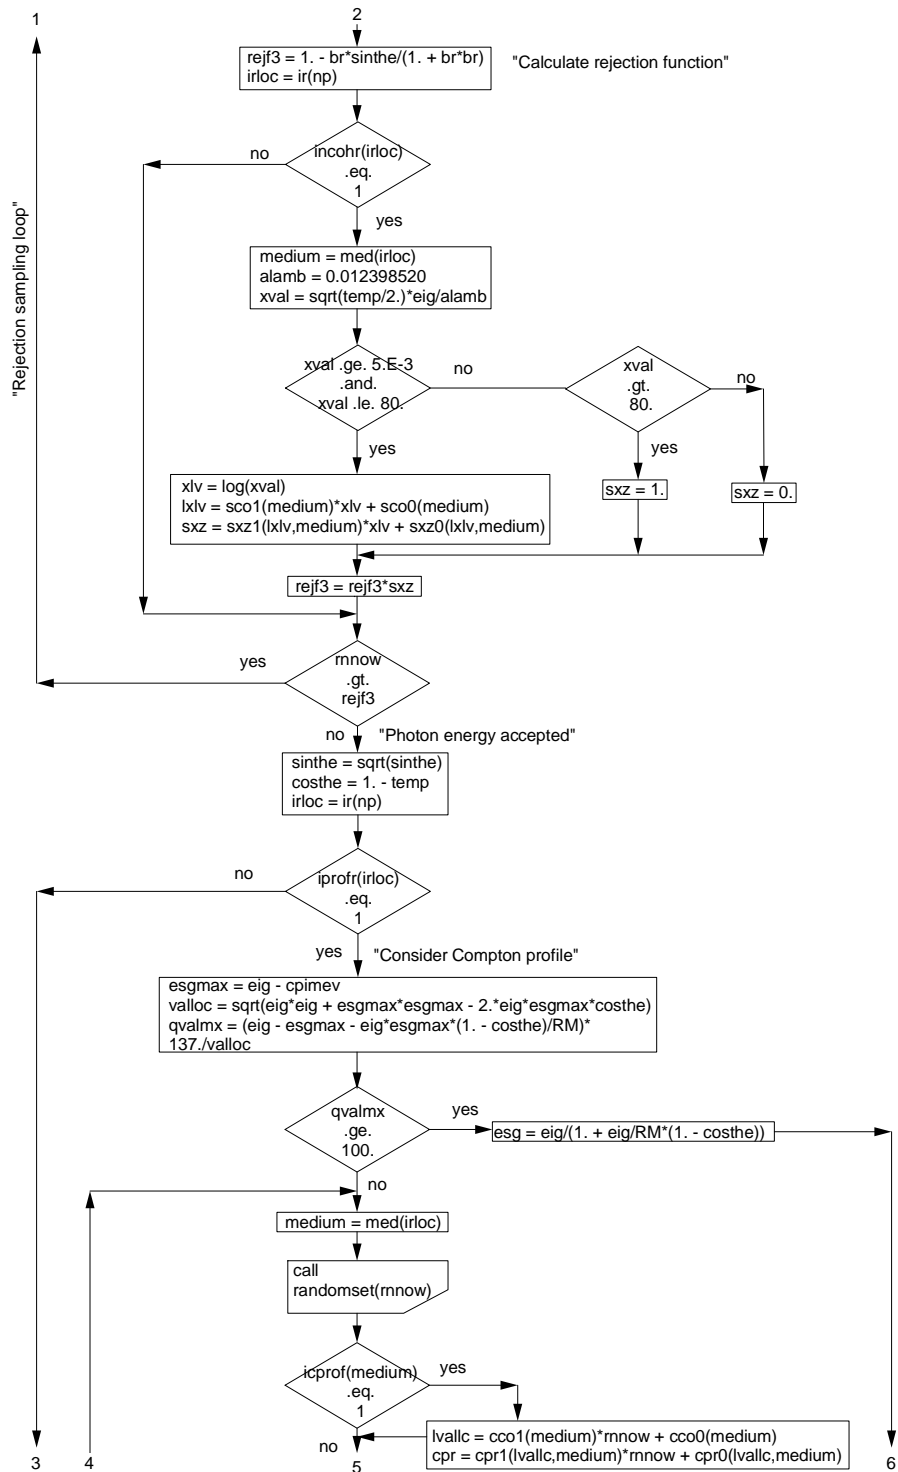 1
2
rejf3 = 1. - br*sinthe/(1. + br*br)
irloc = ir(np)
"Calculate rejection function"
incohr(irloc)
.eq.
1
no
yes
"Rejection sampling loop"
medium = med(irloc)
alamb = 0.012398520
xval = sqrt(temp/2.)*eig/alamb
xval .ge. 5.E-3
.and.
xval .le. 80.
no
xval
.gt.
80.
no
yes
yes
xlv = log(xval)
lxlv = sco1(medium)*xlv + sco0(medium)
sxz = sxz1(lxlv,medium)*xlv + sxz0(lxlv,medium)
sxz = 1.
sxz = 0.
rejf3 = rejf3*sxz
rnnow
.gt.
rejf3
yes
no
"Photon energy accepted"
sinthe = sqrt(sinthe)
costhe = 1. - temp
irloc = ir(np)
iprofr(irloc)
.eq.
1
no
yes
"Consider Compton profile"
esgmax = eig - cpimev
valloc = sqrt(eig*eig + esgmax*esgmax - 2.*eig*esgmax*costhe)
qvalmx = (eig - esgmax - eig*esgmax*(1. - costhe)/RM)*
137./valloc
qvalmx
.ge.
100.
yes
esg = eig/(1. + eig/RM*(1. - costhe))
no
medium = med(irloc)
call
randomset(rnnow)
icprof(medium)
.eq.
1
yes
no
lvallc = cco1(medium)*rnnow + cco0(medium)
cpr = cpr1(lvallc,medium)*rnnow + cpr0(lvallc,medium)
3
4
5
6